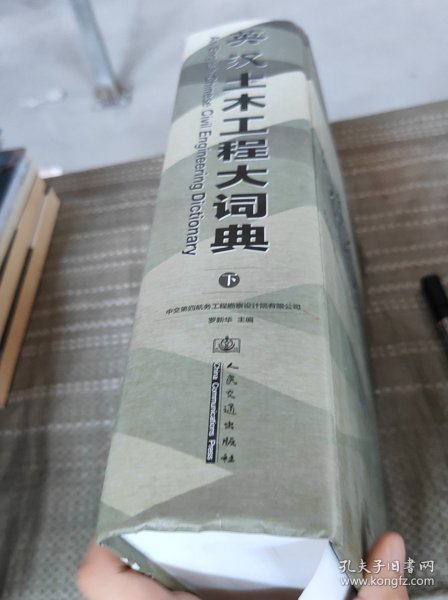 英汉土木工程大词典
An English-Chinese Civil Engineering Dictionary
下
中交第四航务工程勘察设计院有限公司
罗新华 主编
人民交通出版社
China Communications Press
孔夫子旧书网
www.kongfz.com